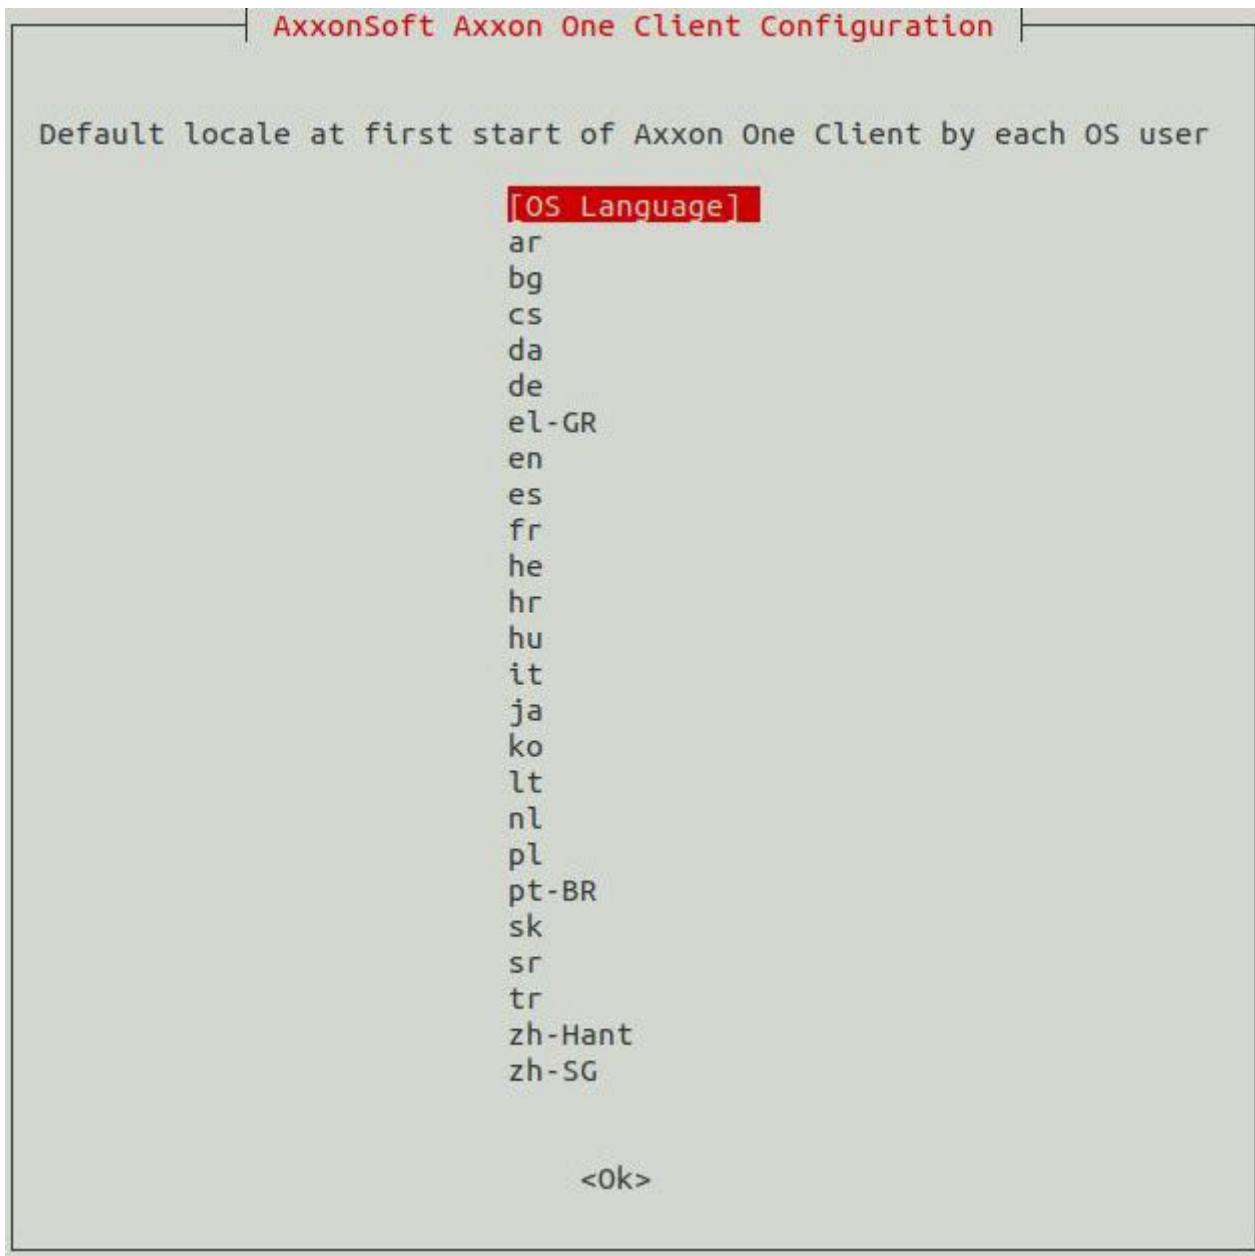 AxxonSoft Axxon One Client Configuration
Default locale at first start of Axxon One Client by each OS user
[OS Language]
ar
bg
cs
da
de
el-GR
en
es
fr
he
hr
hu
it
ja
ko
lt
nl
pl
pt-BR
sk
sr
tr
zh-Hant
zh-SG
<Ok>